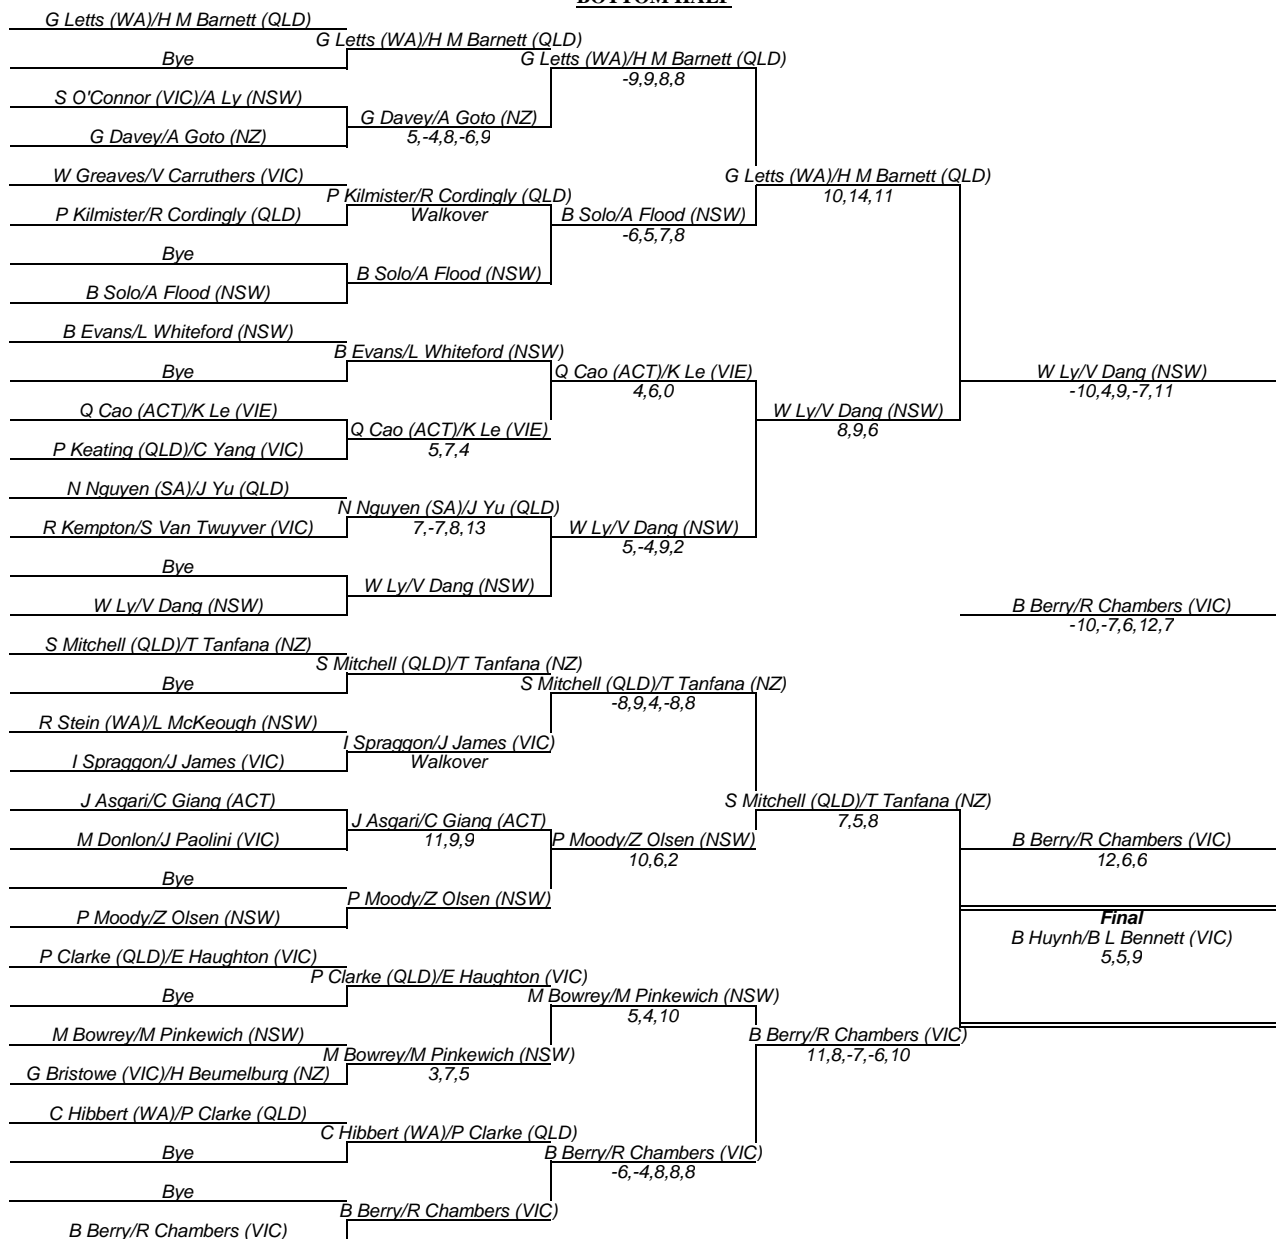 BOTTOM HALF
G Letts (WA)/H M Barnett (QLD)
G Letts (WA)/H M Barnett (QLD)
Bye
G Letts (WA)/H M Barnett (QLD)
-9,9,8,8
S O'Connor (VIC)/A Ly (NSW)
G Davey/A Goto (NZ)
5,-4,8,-6,9
G Davey/A Goto (NZ)
W Greaves/V Carruthers (VIC)
G Letts (WA)/H M Barnett (QLD)
10,14,11
P Kilmister/R Cordingly (QLD)
Walkover
P Kilmister/R Cordingly (QLD)
B Solo/A Flood (NSW)
-6,5,7,8
Bye
B Solo/A Flood (NSW)
B Solo/A Flood (NSW)
B Evans/L Whiteford (NSW)
B Evans/L Whiteford (NSW)
Bye
Q Cao (ACT)/K Le (VIE)
4,6,0
W Ly/V Dang (NSW)
-10,4,9,-7,11
Q Cao (ACT)/K Le (VIE)
W Ly/V Dang (NSW)
8,9,6
Q Cao (ACT)/K Le (VIE)
5,7,4
P Keating (QLD)/C Yang (VIC)
N Nguyen (SA)/J Yu (QLD)
N Nguyen (SA)/J Yu (QLD)
7,-7,8,13
R Kempton/S Van Twuyver (VIC)
W Ly/V Dang (NSW)
5,-4,9,2
Bye
W Ly/V Dang (NSW)
W Ly/V Dang (NSW)
B Berry/R Chambers (VIC)
-10,-7,6,12,7
S Mitchell (QLD)/T Tanfana (NZ)
S Mitchell (QLD)/T Tanfana (NZ)
Bye
S Mitchell (QLD)/T Tanfana (NZ)
-8,9,4,-8,8
R Stein (WA)/L McKeough (NSW)
I Spraggon/J James (VIC)
Walkover
I Spraggon/J James (VIC)
J Asgari/C Giang (ACT)
S Mitchell (QLD)/T Tanfana (NZ)
7,5,8
J Asgari/C Giang (ACT)
11,9,9
M Donlon/J Paolini (VIC)
P Moody/Z Olsen (NSW)
10,6,2
B Berry/R Chambers (VIC)
12,6,6
Bye
P Moody/Z Olsen (NSW)
P Moody/Z Olsen (NSW)
Final
B Huynh/B L Bennett (VIC)
5,5,9
P Clarke (QLD)/E Haughton (VIC)
P Clarke (QLD)/E Haughton (VIC)
Bye
M Bowrey/M Pinkewich (NSW)
5,4,10
M Bowrey/M Pinkewich (NSW)
B Berry/R Chambers (VIC)
11,8,-7,-6,10
M Bowrey/M Pinkewich (NSW)
3,7,5
G Bristowe (VIC)/H Beumelburg (NZ)
C Hibbert (WA)/P Clarke (QLD)
C Hibbert (WA)/P Clarke (QLD)
Bye
B Berry/R Chambers (VIC)
-6,-4,8,8,8
Bye
B Berry/R Chambers (VIC)
B Berry/R Chambers (VIC)